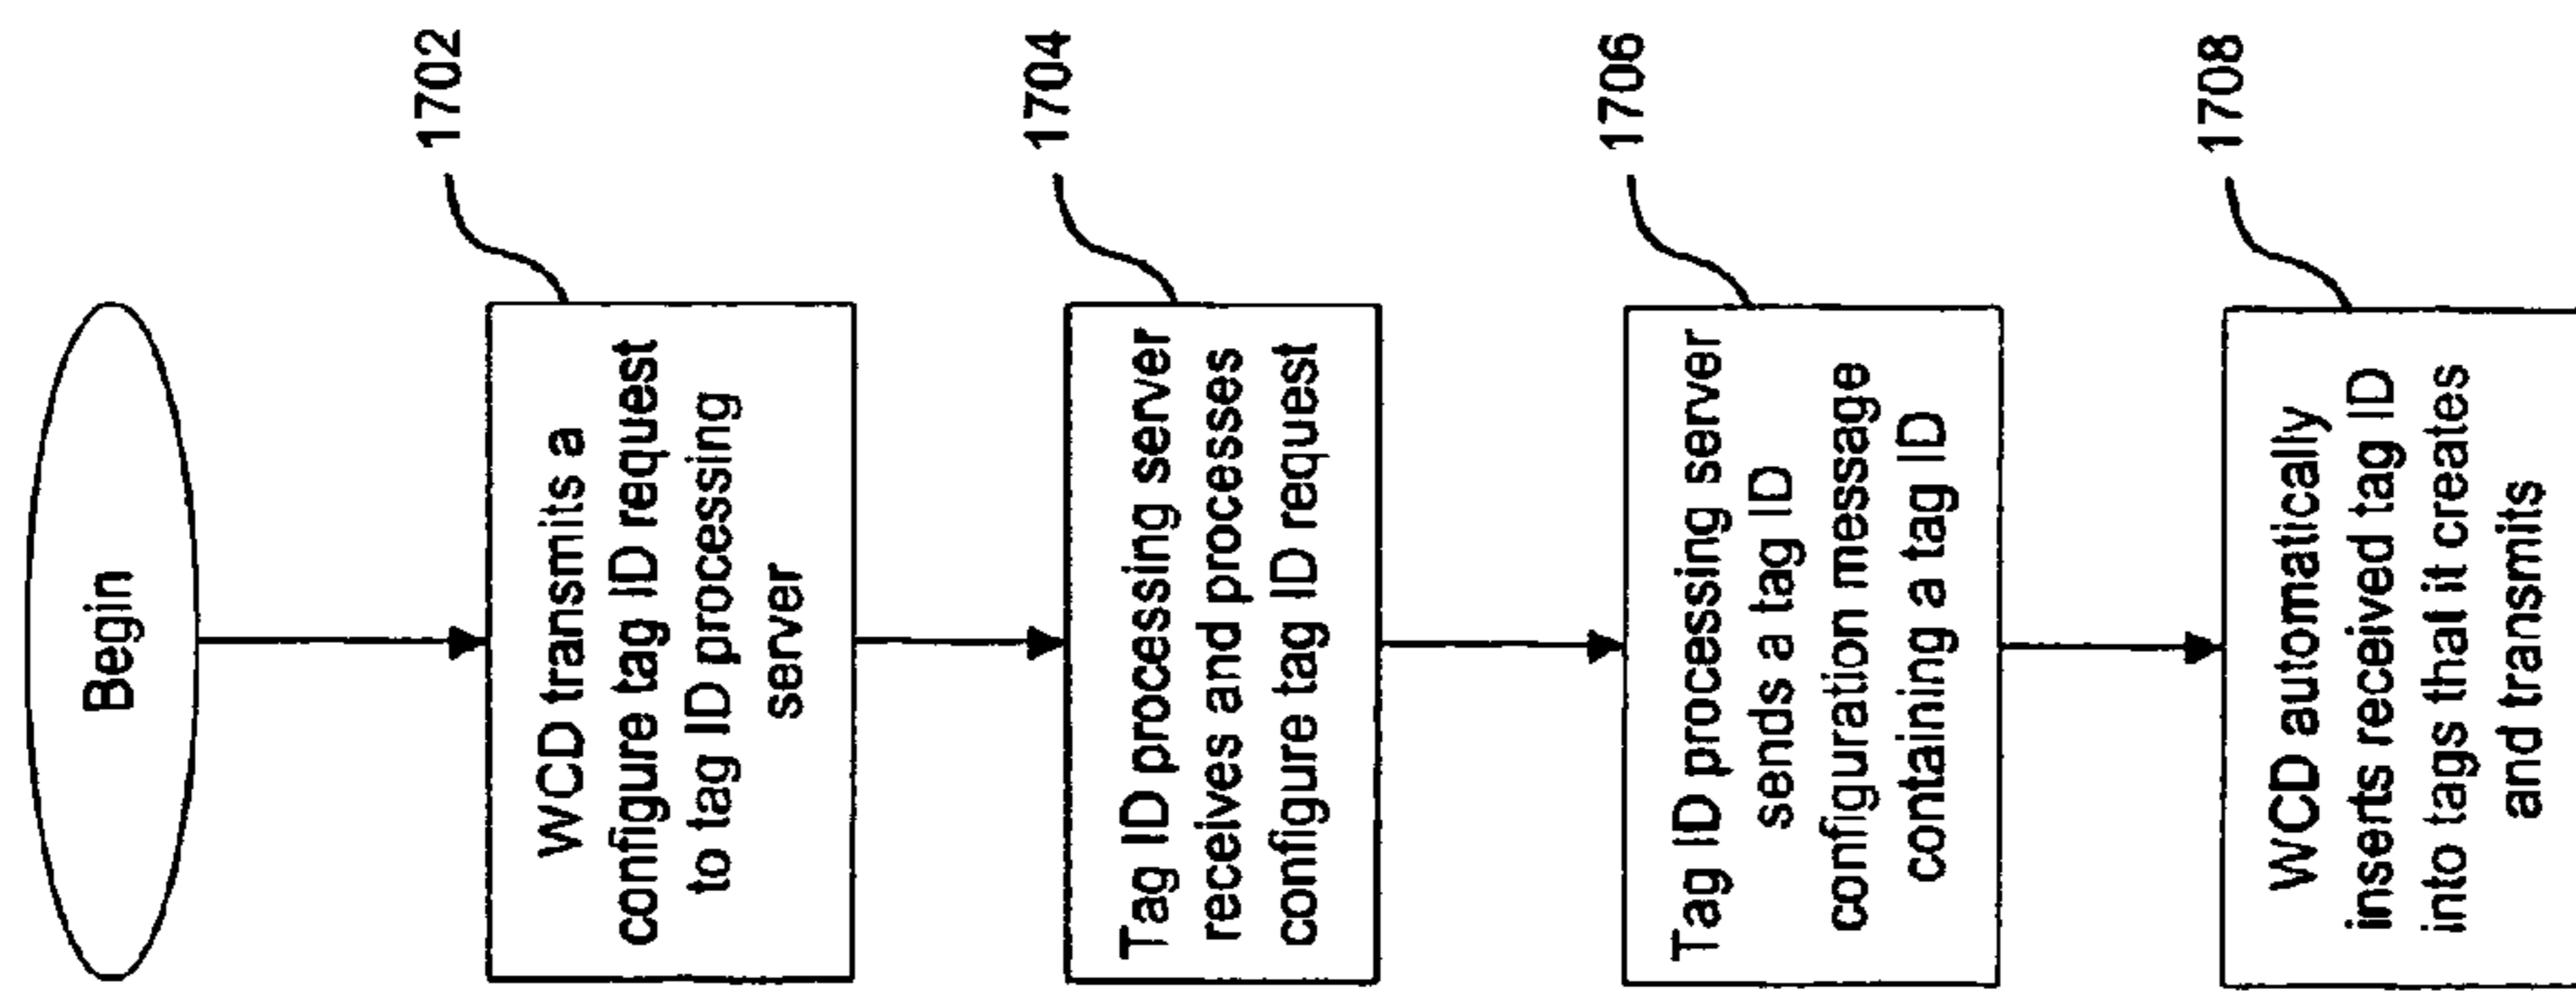 Begin
1702
WCD transmits a
configure tag ID request
to tag ID processing
server
1704
Tag ID processing server
receives and processes
configure tag ID request
1706
Tag ID processing server
sends a tag ID
configuration message
containing a tag ID
1708
WCD automatically
inserts received tag ID
into tags that it creates
and transmits